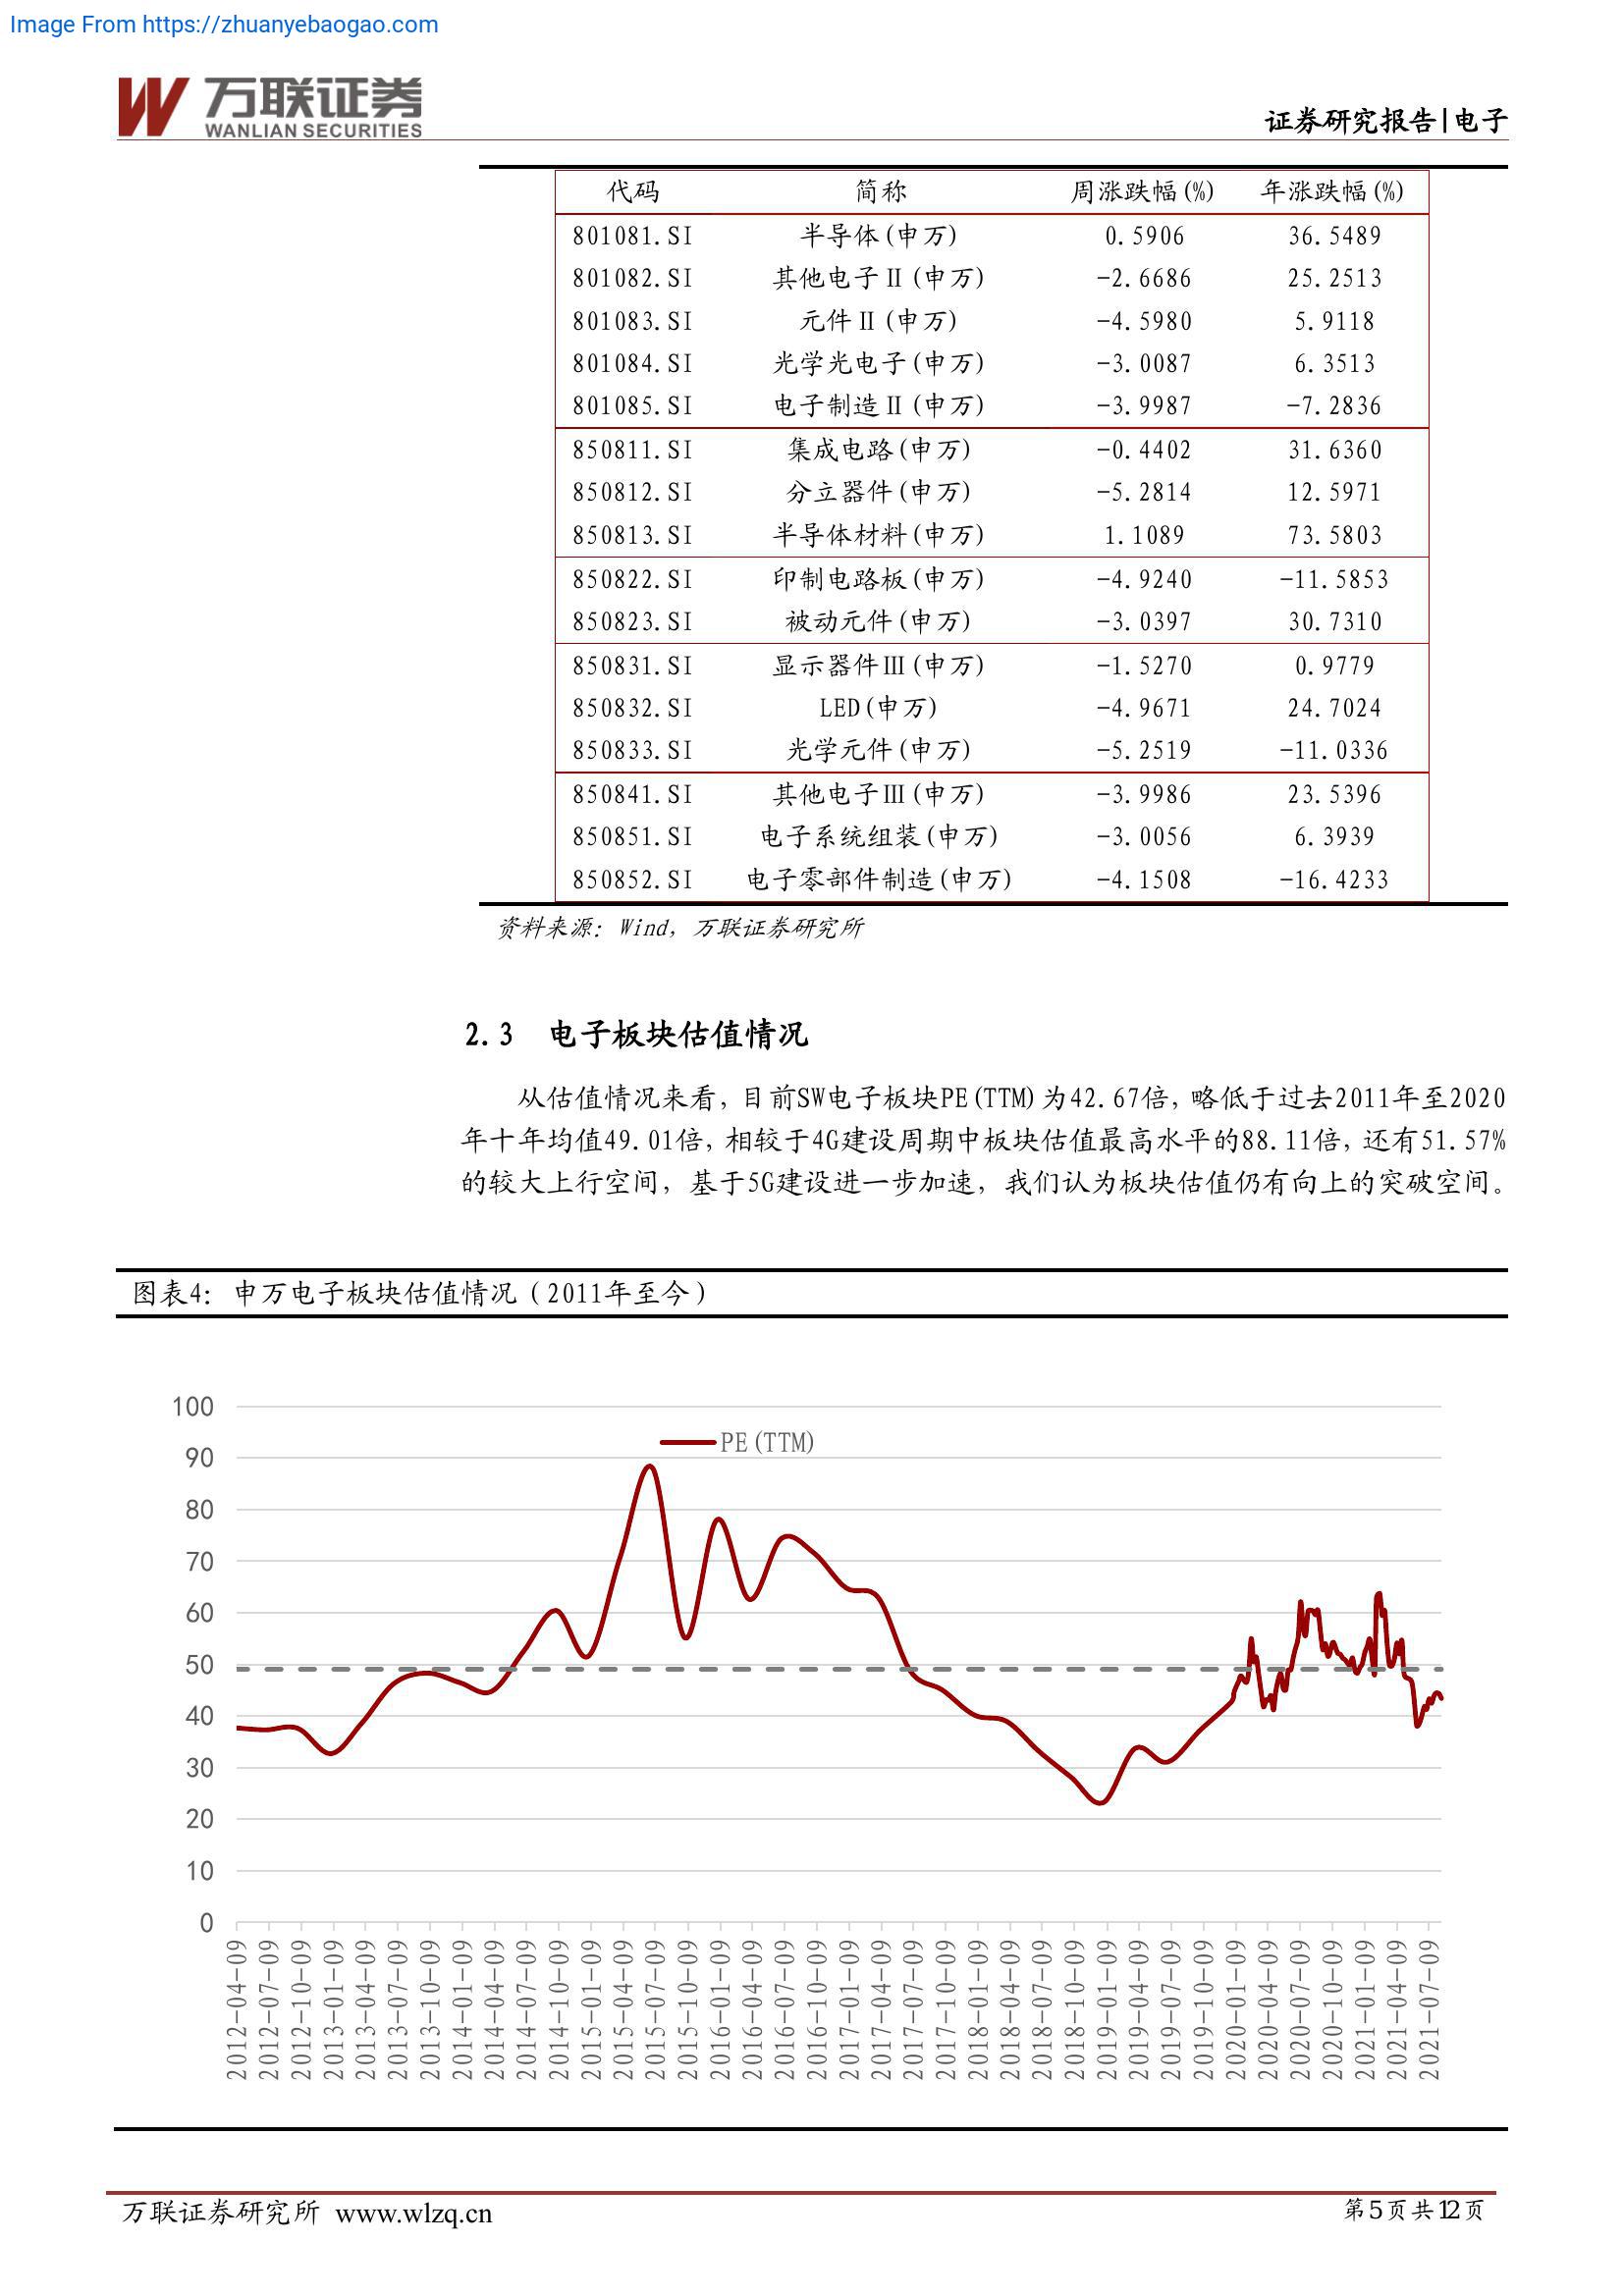 Image From https://zhuanyebaogao.com
万联证券
WANLIAN SECURITIES
证券研究报告|电子
代码 简称 周涨跌幅(%) 年涨跌幅(%)
801081.SI 半导体(申万) 0.5906 36.5489
801082.SI 其他电子Ⅱ(申万) -2.6686 25.2513
801083.SI 元件Ⅱ(申万) -4.5980 5.9118
801084.SI 光学光电子(申万) -3.0087 6.3513
801085.SI 电子制造Ⅱ(申万) -3.9987 -7.2836
850811.SI 集成电路(申万) -0.4402 31.6360
850812.SI 分立器件(申万) -5.2814 12.5971
850813.SI 半导体材料(申万) 1.1089 73.5803
850822.SI 印制电路板(申万) -4.9240 -11.5853
850823.SI 被动元件(申万) -3.0397 30.7310
850831.SI 显示器件Ⅲ(申万) -1.5270 0.9779
850832.SI LED(申万) -4.9671 24.7024
850833.SI 光学元件(申万) -5.2519 -11.0336
850841.SI 其他电子Ⅲ(申万) -3.9986 23.5396
850851.SI 电子系统组装(申万) -3.0056 6.3939
850852.SI 电子零部件制造(申万) -4.1508 -16.4233
资料来源：Wind，万联证券研究所
2.3 电子板块估值情况
从估值情况来看，目前SW电子板块PE(TTM)为42.67倍，略低于过去2011年至2020
年十年均值49.01倍，相较于4G建设周期中板块估值最高水平的88.11倍，还有51.57%
的较大上行空间，基于5G建设进一步加速，我们认为板块估值仍有向上的突破空间。
图表4：申万电子板块估值情况（2011年至今）
PE(TTM)
100
90
80
70
60
50
40
30
20
10
0
2012-04-09
2012-07-09
2012-10-09
2013-01-09
2013-04-09
2013-07-09
2013-10-09
2014-01-09
2014-04-09
2014-07-09
2014-10-09
2015-01-09
2015-04-09
2015-07-09
2015-10-09
2016-01-09
2016-04-09
2016-07-09
2016-10-09
2017-01-09
2017-04-09
2017-07-09
2017-10-09
2018-01-09
2018-04-09
2018-07-09
2018-10-09
2019-01-09
2019-04-09
2019-07-09
2019-10-09
2020-01-09
2020-04-09
2020-07-09
2020-10-09
2021-01-09
2021-04-09
2021-07-09
万联证券研究所 www.wlzq.cn
第5页共12页